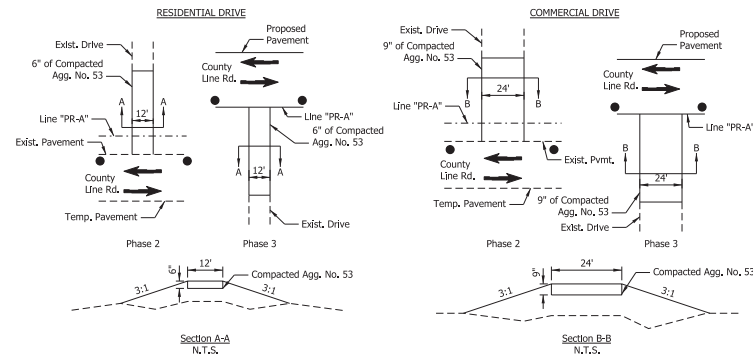 RESIDENTIAL DRIVE
Exist. Drive
6" of Compacted
Agg. No. 53
A
A
12'
Line "PR-A"
Exist. Pavement
County
Line Rd.
Temp. Pavement
Phase 2
Proposed
Pavement
County
Line Rd.
Line "PR-A"
6" of Compacted
Agg. No. 53
12'
A
A
Exist. Drive
Phase 3
6"
12'
Compacted Agg. No. 53
3:1
3:1
Section A-A
N.T.S.
COMMERCIAL DRIVE
Exist. Drive
9" of Compacted
Agg. No. 53
B
B
24'
Line "PR-A"
Exist. Pvmt.
County
Line Rd.
Temp. Pavement
Phase 2
Proposed
Pavement
County
Line Rd.
Line "PR-A"
B
B
24'
9" of Compacted
Agg. No. 53
Exist. Drive
Phase 3
9"
24'
Compacted Agg. No. 53
3:1
3:1
Section B-B
N.T.S.